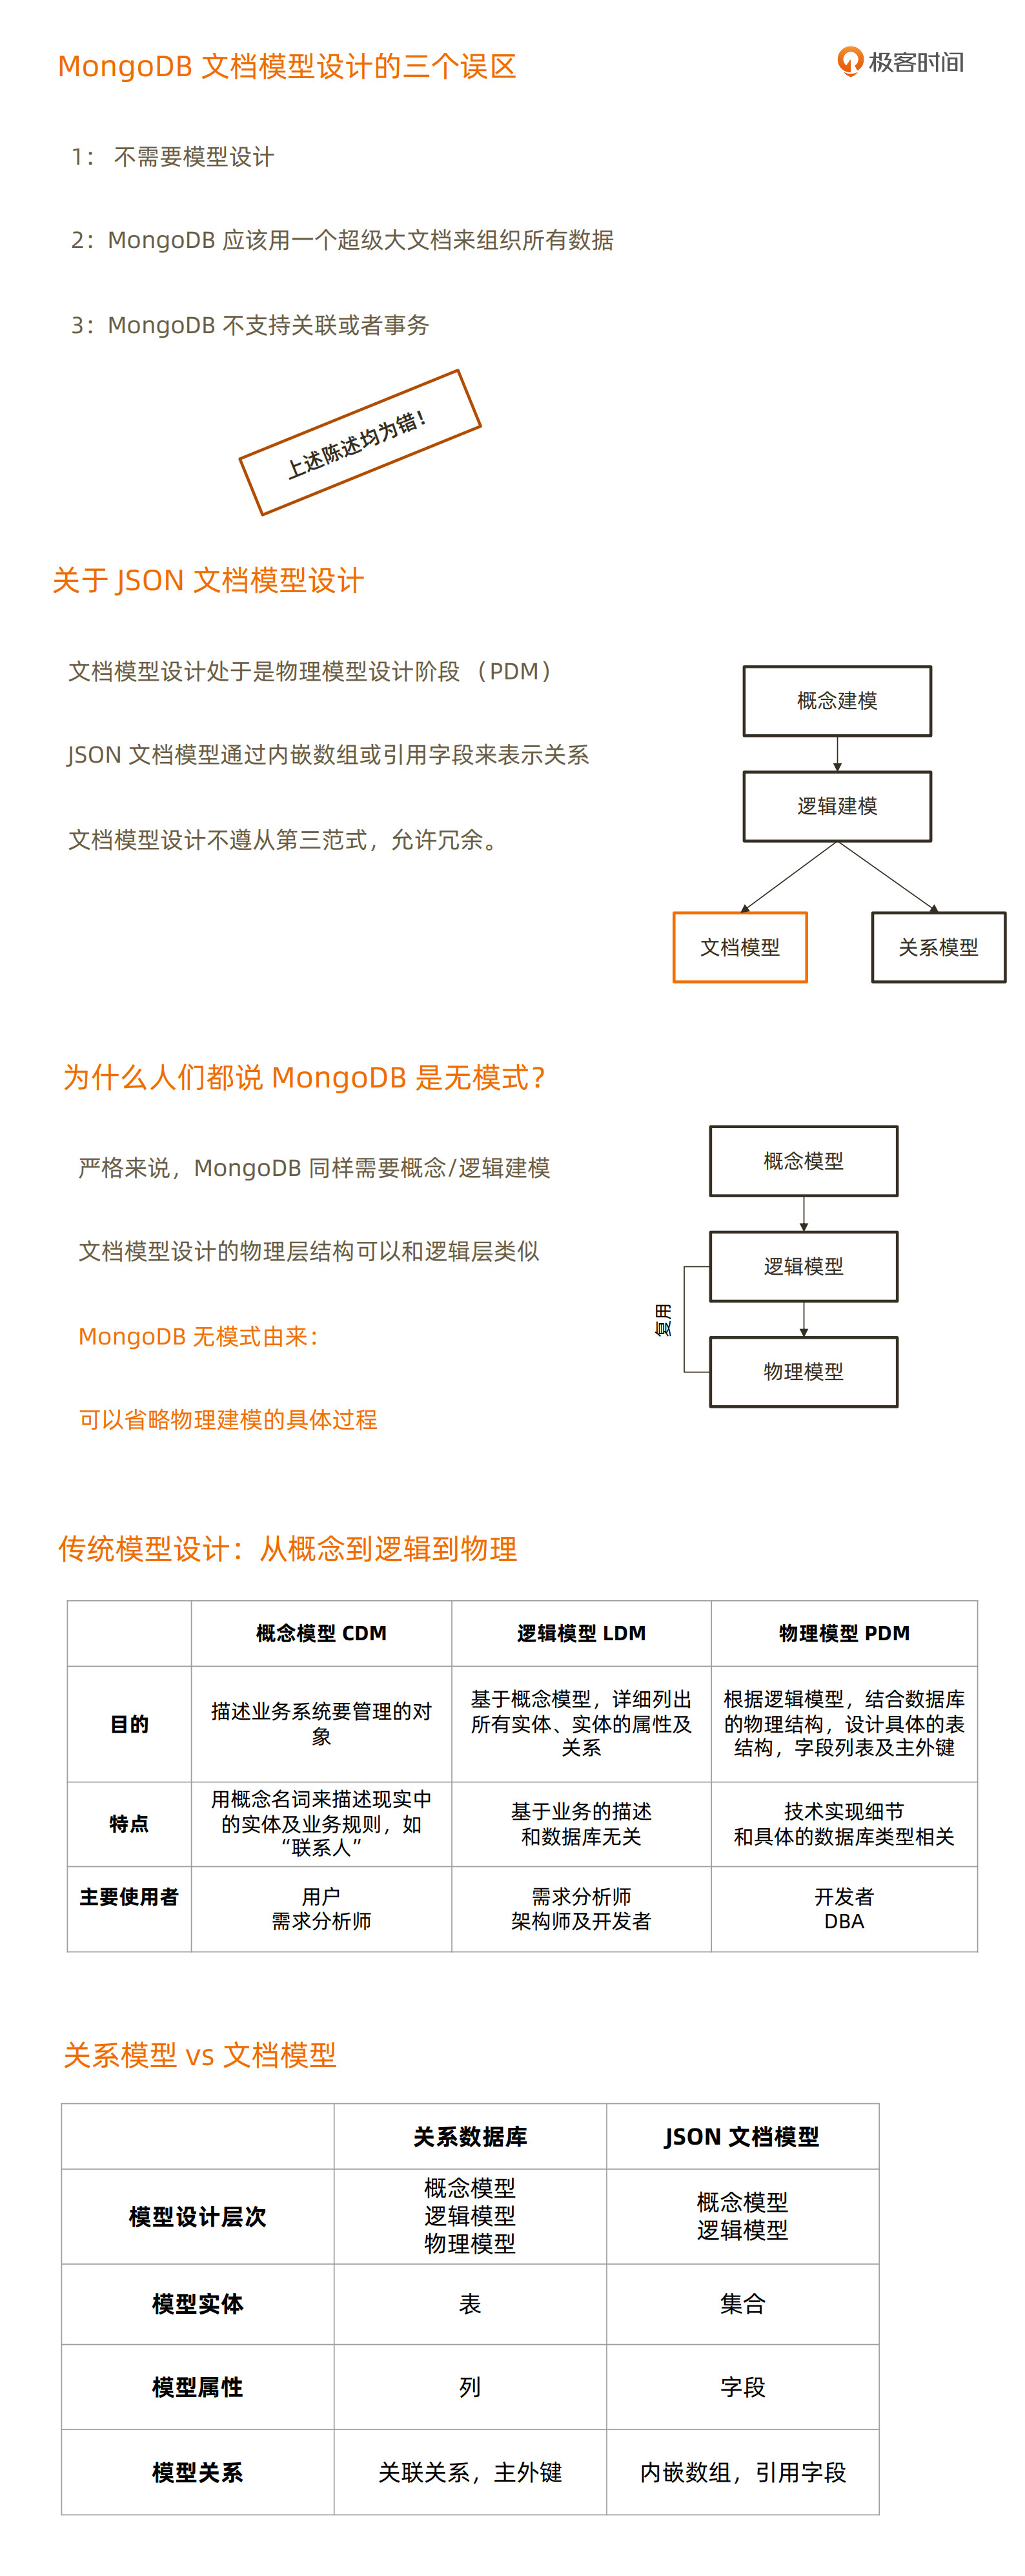 MongoDB 文档模型设计的三个误区
极客时间
1： 不需要模型设计
2：MongoDB 应该用一个超级大文档来组织所有数据
3：MongoDB 不支持关联或者事务
上述陈述均为错！
关于 JSON 文档模型设计
文档模型设计处于是物理模型设计阶段 （PDM）
JSON 文档模型通过内嵌数组或引用字段来表示关系
文档模型设计不遵从第三范式，允许冗余。
概念建模
逻辑建模
文档模型
关系模型
为什么人们都说 MongoDB 是无模式？
严格来说，MongoDB 同样需要概念/逻辑建模
文档模型设计的物理层结构可以和逻辑层类似
MongoDB 无模式由来：
可以省略物理建模的具体过程
概念模型
逻辑模型
复用
物理模型
传统模型设计：从概念到逻辑到物理
概念模型 CDM
逻辑模型 LDM
物理模型 PDM
目的
描述业务系统要管理的对
象
基于概念模型，详细列出
所有实体、实体的属性及
关系
根据逻辑模型，结合数据库
的物理结构，设计具体的表
结构，字段列表及主外键
特点
用概念名词来描述现实中
的实体及业务规则，如
“联系人”
基于业务的描述
和数据库无关
技术实现细节
和具体的数据库类型相关
主要使用者
用户
需求分析师
需求分析师
架构师及开发者
开发者
DBA
关系模型 vs 文档模型
关系数据库
JSON 文档模型
模型设计层次
概念模型
逻辑模型
物理模型
概念模型
逻辑模型
模型实体
表
集合
模型属性
列
字段
模型关系
关联关系，主外键
内嵌数组，引用字段